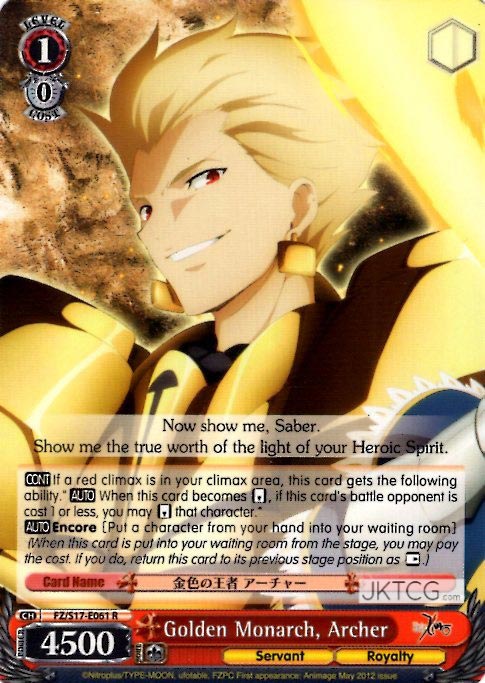 LEVEL
1
0
COST
Now show me, Saber.
Show me the true worth of the light of your Heroic Spirit.
CONT If a red climax is in your climax area, this card gets the following
ability." AUTO When this card becomes , if this card's battle opponent is
cost 1 or less, you may that character."
AUTO Encore [Put a character from your hand into your waiting room]
(When this card is put into your waiting room from the stage, you may pay
the cost. If you do, return this card to its previous stage position as .)
Card Name 金色の王者 アーチャー
JKTCG.com
CH FZ/S17-E061 R
4500
Golden Monarch, Archer
Servant Royalty
©Nitroplus/TYPE-MOON, ufotable, FZPC First appearance: Animage May 2012 issue